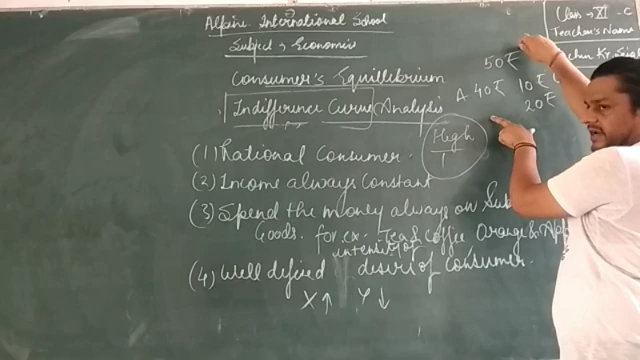 Alpine International School
Subject → Economics
Class → XI - C
Teacher's Name
Consumer's Equilibrium
Indifference Curve Analysis
50₹
A 40₹ 10₹
20₹
High
1
(1) Rational Consumer.
(2) Income always Constant
(3) Spend the money always on Sub
Goods. for ex. Tea & Coffee Orange &
(4) Well defined intensity of desire of Consumer.
X↑ Y↓